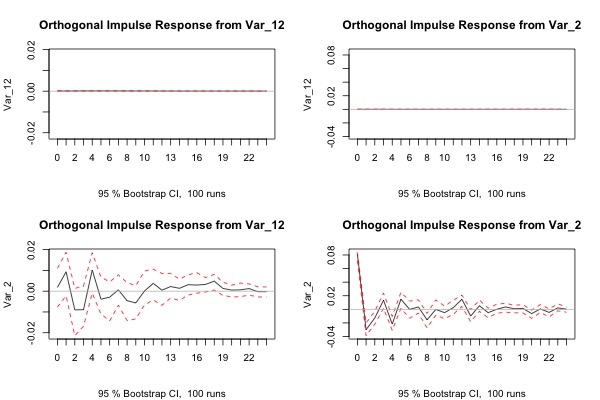 Orthogonal Impulse Response from Var_12
Var_12
0.02
0.00
-0.02
0 2 4 6 8 10 13 16 19 22
95 % Bootstrap CI, 100 runs
Orthogonal Impulse Response from Var_2
Var_12
0.08
0.02
-0.04
0 2 4 6 8 10 13 16 19 22
95 % Bootstrap CI, 100 runs
Orthogonal Impulse Response from Var_12
Var_2
0.02
0.00
-0.02
0 2 4 6 8 10 13 16 19 22
95 % Bootstrap CI, 100 runs
Orthogonal Impulse Response from Var_2
Var_2
0.08
0.02
-0.04
0 2 4 6 8 10 13 16 19 22
95 % Bootstrap CI, 100 runs